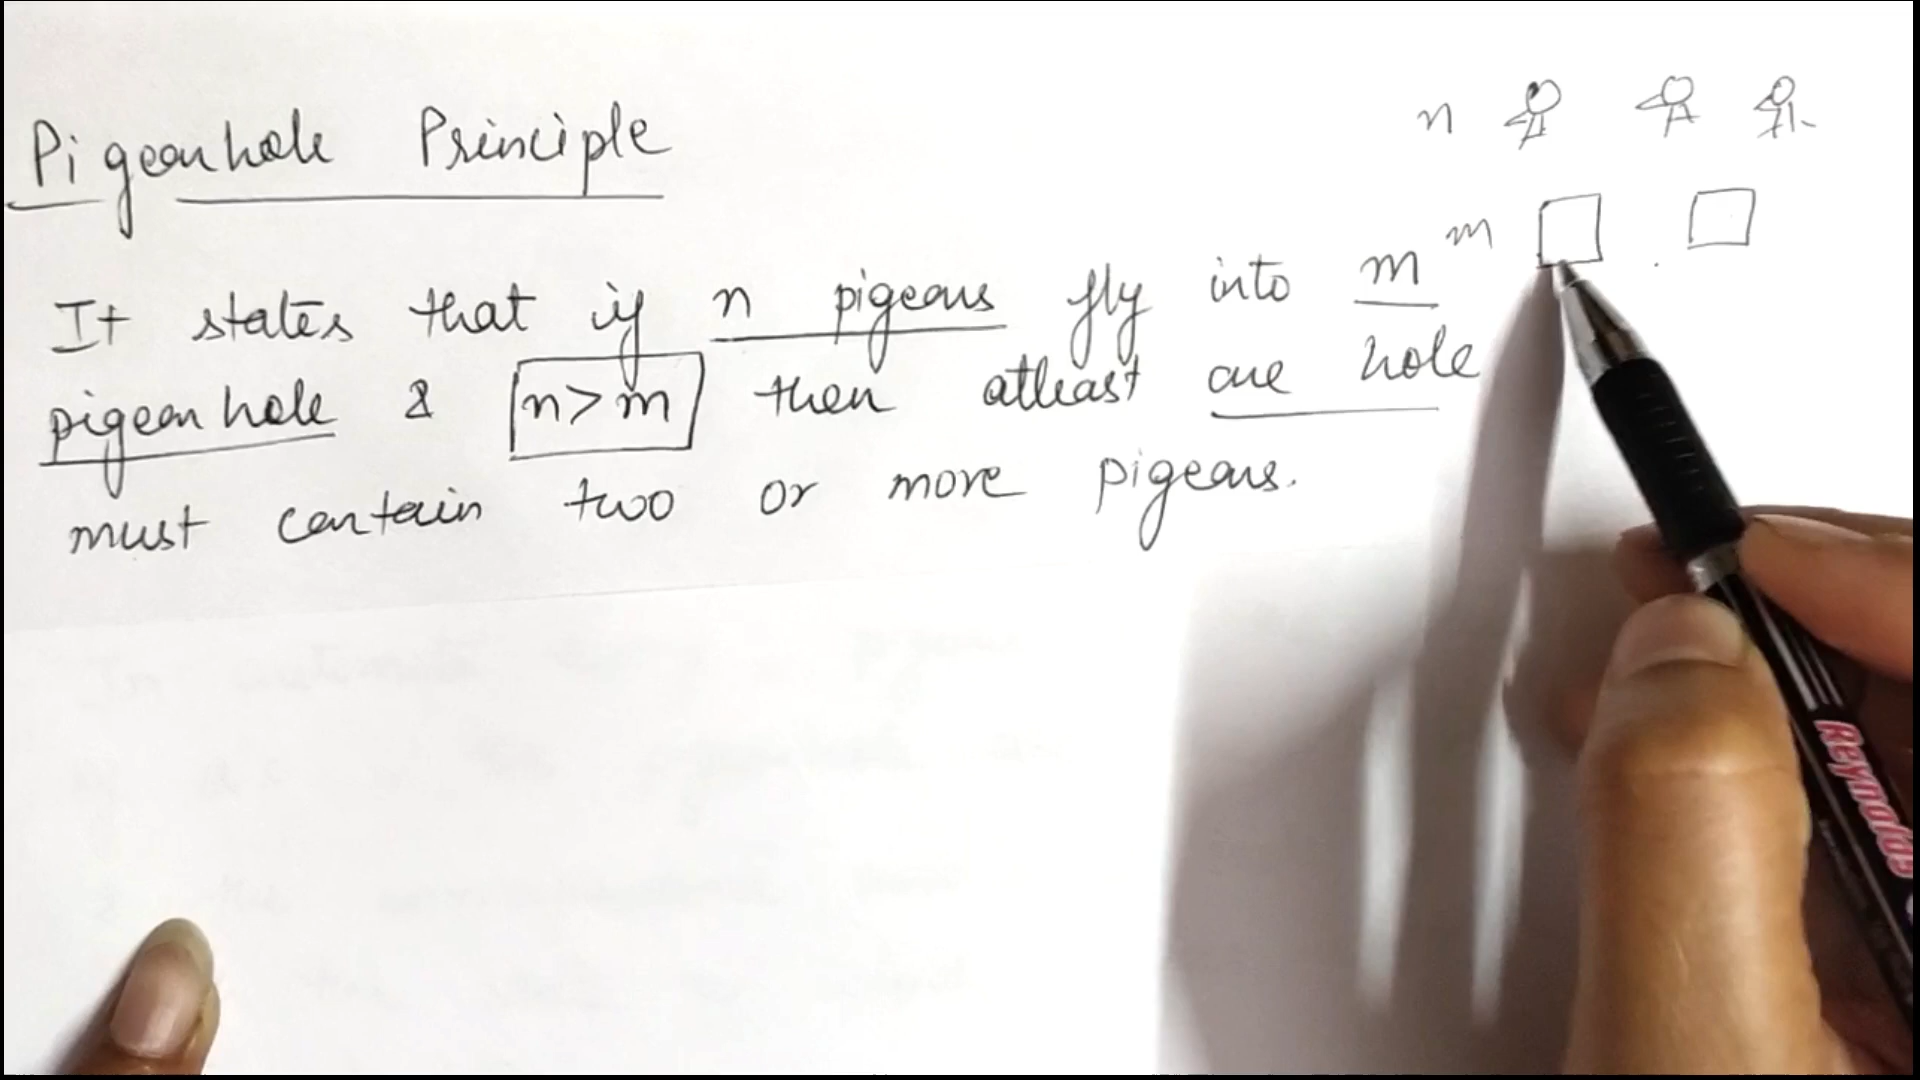 Pigeonhole Principle
n
m
It states that if n pigeons fly into m
pigeonhole & n>m then atleast one hole
must contain two or more pigeons.
Reynolds